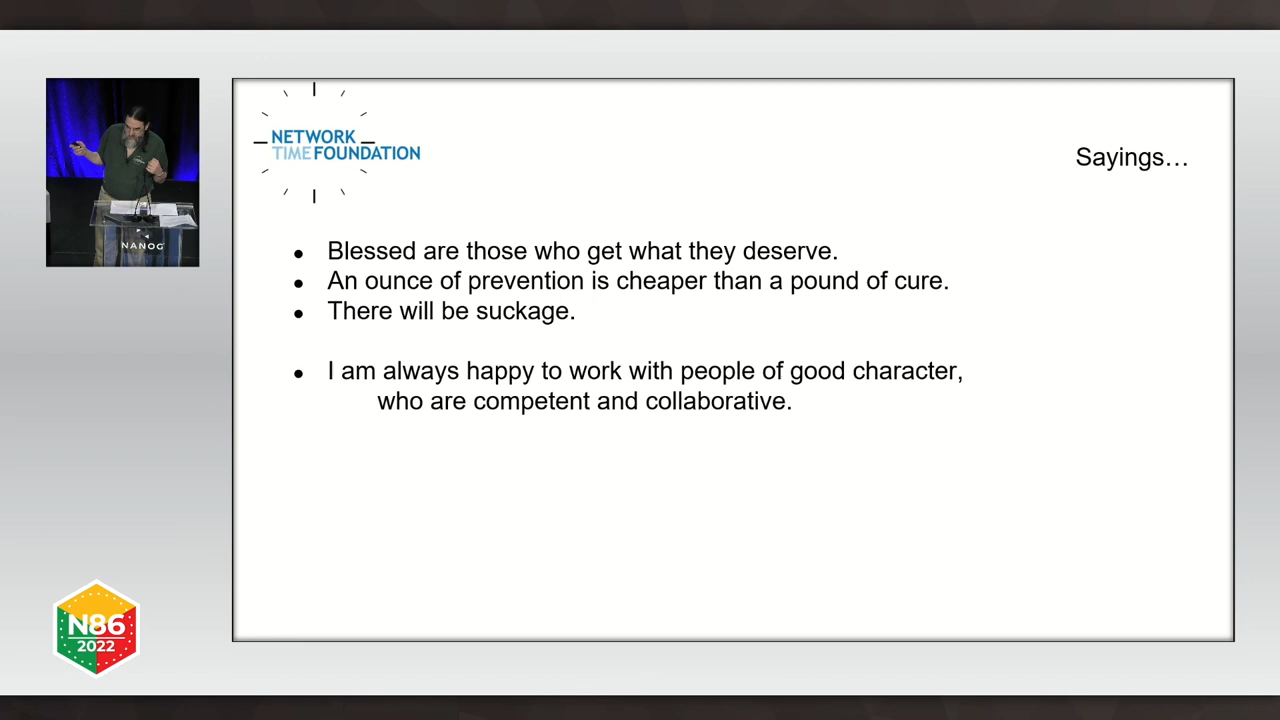 NETWORK
TIME FOUNDATION
Sayings…
• Blessed are those who get what they deserve.
• An ounce of prevention is cheaper than a pound of cure.
• There will be suckage.
• I am always happy to work with people of good character,
who are competent and collaborative.
NANOG
N86
2022